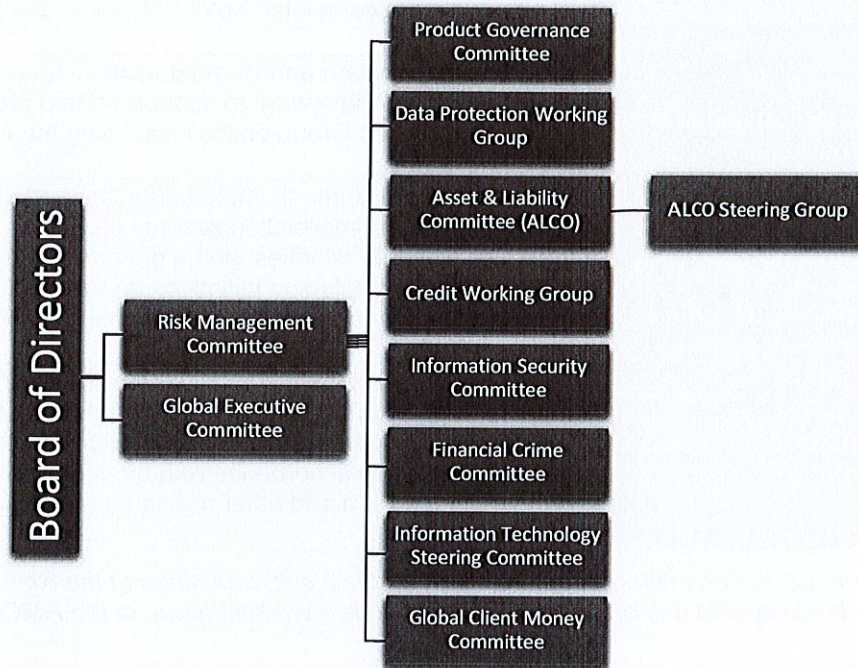 Board of Directors
Risk Management
Committee
Global Executive
Committee
Product Governance
Committee
Data Protection Working
Group
Asset & Liability
Committee (ALCO)
ALCO Steering Group
Credit Working Group
Information Security
Committee
Financial Crime
Committee
Information Technology
Steering Committee
Global Client Money
Committee